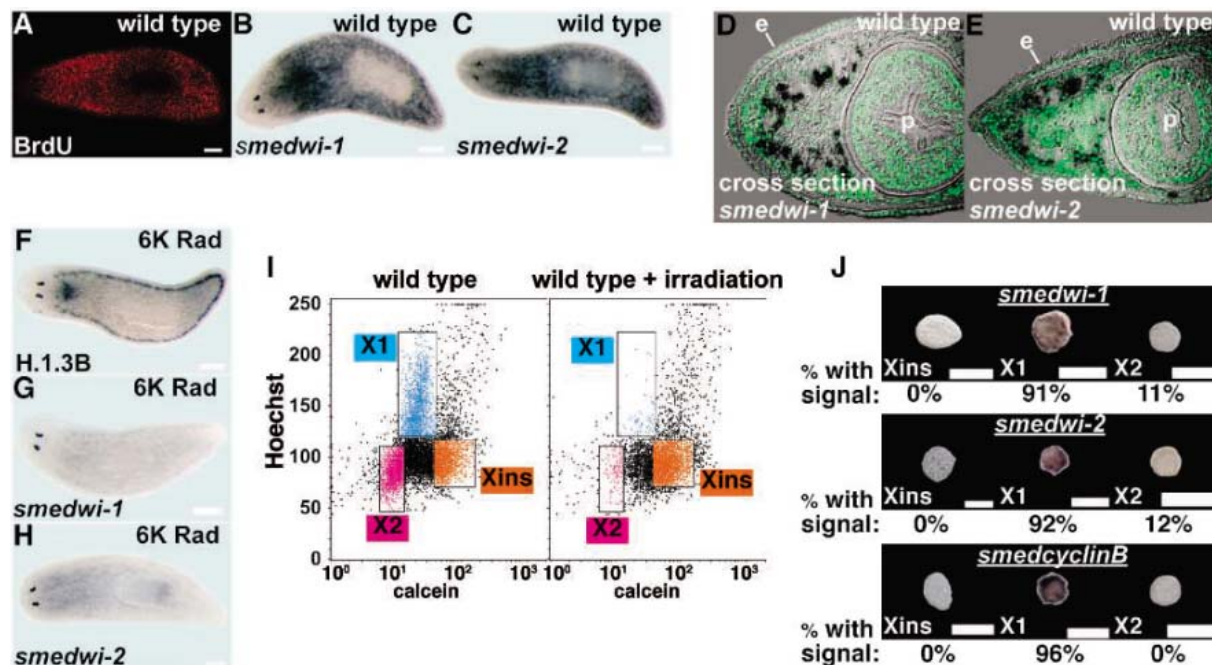 A wild type
BrdU
B wild type
smedwi-1
C wild type
smedwi-2
D wild type
e
p
cross section
smedwi-1
E wild type
e
p
cross section
smedwi-2
F 6K Rad
H.1.3B
G 6K Rad
smedwi-1
H 6K Rad
smedwi-2
I
wild type wild type + irradiation
Hoechst
250
200
150
100
50
0
X1
X2
Xins
10⁰ 10¹ 10² 10³
calcein
X1
X2
Xins
10⁰ 10¹ 10² 10³
calcein
J
smedwi-1
Xins X1 X2
% with
signal: 0% 91% 11%
smedwi-2
Xins X1 X2
% with
signal: 0% 92% 12%
smedcyclinB
Xins X1 X2
% with
signal: 0% 96% 0%